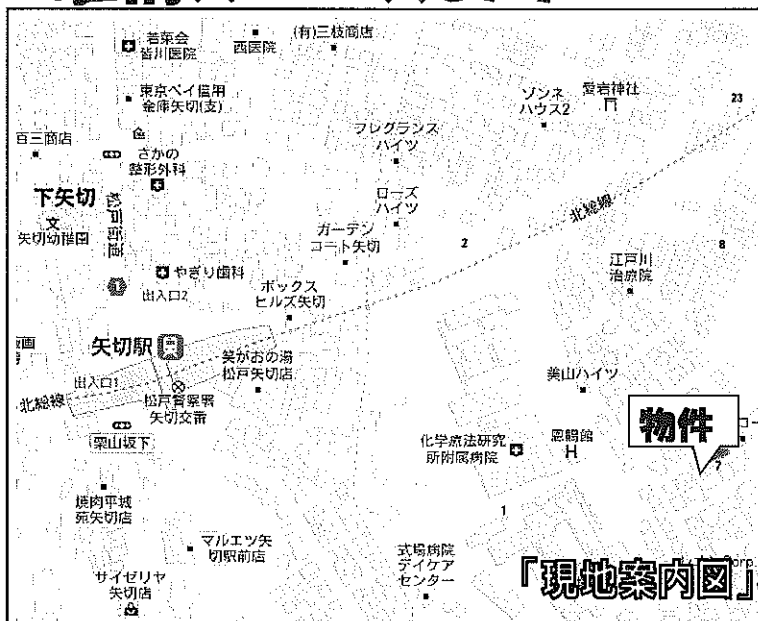 若菜会
皆川医院
西医院
(有)三枝商店
東京ベイ信用
金庫矢切(支)
ゾンネ
ハウス2
愛宕神社
23
百三商店
さかの
整形外科
フレグランス
ハイツ
下矢切
松戸街道
ローズ
ハイツ
北総線
文
矢切幼稚園
ガーデン
コート矢切
2
8
江戸川
治療院
やぎり歯科
1
出入口2
ボックス
ヒルズ矢切
矢切駅
笑がおの湯
松戸矢切店
美山ハイツ
出入口1
北総線
松戸警察署
矢切交番
物件
栗山坂下
化学療法研究
所附属病院
恩鶴館
7
焼肉平城
苑矢切店
1
マルエツ矢
切駅前店
式場病院
デイケア
センター
サイゼリヤ
矢切店
Corp
「現地案内図」